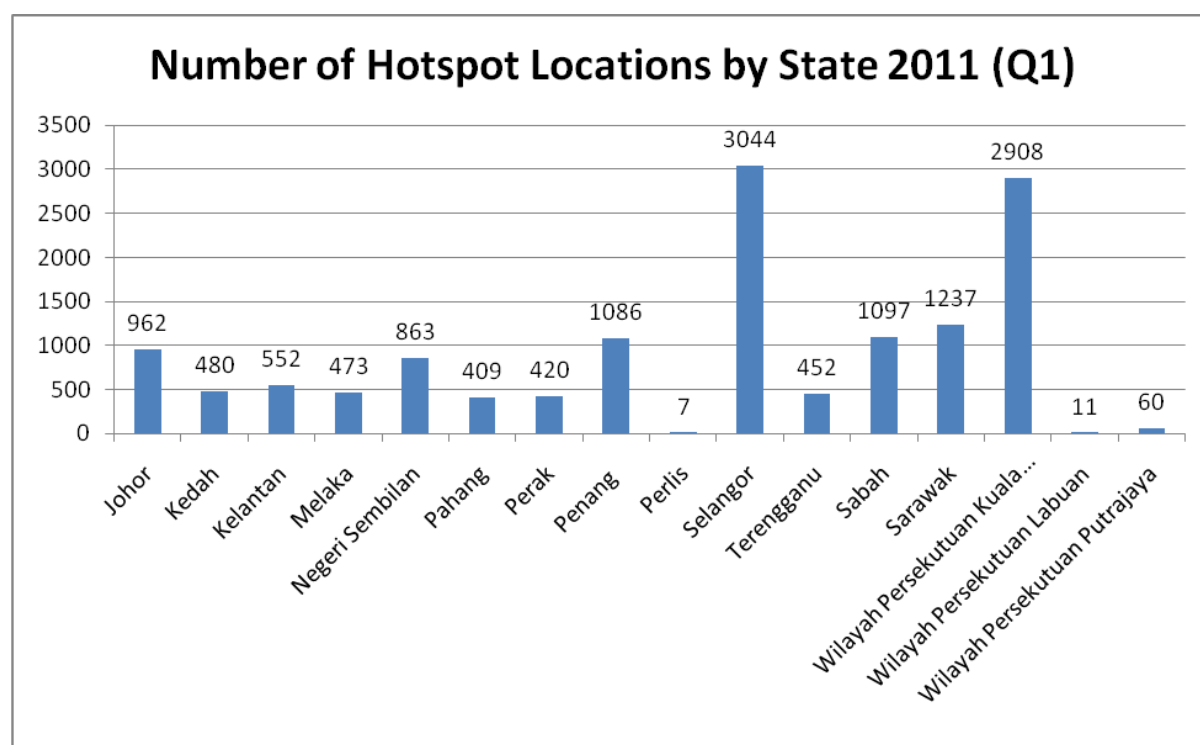 Number of Hotspot Locations by State 2011 (Q1)
3500
3000
2500
2000
1500
1000
500
0
962
480
552
473
863
409
420
1086
7
3044
452
1097
1237
2908
11
60
Johor
Kedah
Kelantan
Melaka
Negeri Sembilan
Pahang
Perak
Penang
Perlis
Selangor
Terengganu
Sabah
Sarawak
Wilayah Persekutuan Kuala...
Wilayah Persekutuan Labuan
Wilayah Persekutuan Putrajaya